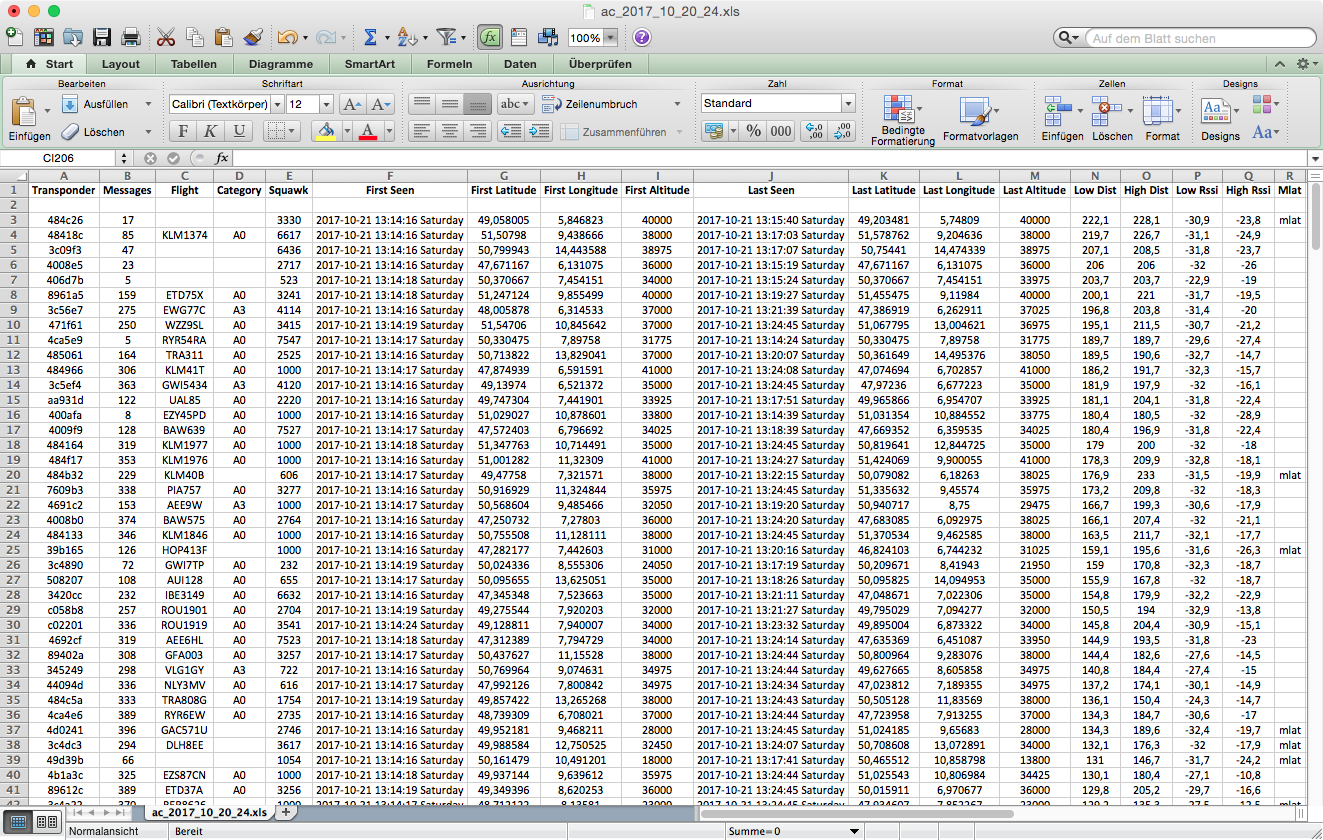 ac_2017_10_20_24.xls
100%
Auf dem Blatt suchen
Start Layout Tabellen Diagramme SmartArt Formeln Daten Überprüfen
Bearbeiten Schriftart Ausrichtung Zahl Format Zellen Designs
Einfügen Ausfüllen Löschen Calibri (Textkörper) 12 A A abc Zeilenumbruch Standard Bedingte Formatierung Formatvorlagen Einfügen Löschen Format Designs Aa
F K U A Zusammenführen % 000
CI206 fx
A B C D E F G H I J K L M N O P Q R
1 Transponder Messages Flight Category Squawk First Seen First Latitude First Longitude First Altitude Last Seen Last Latitude Last Longitude Last Altitude Low Dist High Dist Low Rssi High Rssi Mlat
2
3 484c26 17 3330 2017-10-21 13:14:16 Saturday 49,058005 5,846823 40000 2017-10-21 13:15:40 Saturday 49,203481 5,74809 40000 222,1 228,1 -30,9 -23,8 mlat
4 48418c 85 KLM1374 A0 6617 2017-10-21 13:14:16 Saturday 51,50798 9,438666 38000 2017-10-21 13:17:03 Saturday 51,578762 9,204636 38000 219,7 226,7 -31,1 -24,9
5 3c09f3 47 6436 2017-10-21 13:14:16 Saturday 50,799943 14,443588 38975 2017-10-21 13:17:07 Saturday 50,75441 14,474339 38975 207,1 208,5 -31,8 -23,7
6 4008e5 23 2717 2017-10-21 13:14:16 Saturday 47,671167 6,131075 36000 2017-10-21 13:15:19 Saturday 47,671167 6,131075 36000 206 206 -32 -26
7 406d7b 5 523 2017-10-21 13:14:18 Saturday 50,370667 7,454151 34000 2017-10-21 13:15:24 Saturday 50,370667 7,454151 33975 203,7 203,7 -22,9 -19
8 8961a5 159 ETD75X A0 3241 2017-10-21 13:14:18 Saturday 51,247124 9,855499 40000 2017-10-21 13:19:27 Saturday 51,455475 9,11984 40000 200,1 221 -31,7 -19,5
9 3c56e7 275 EWG77C A3 4114 2017-10-21 13:14:16 Saturday 48,005878 6,314533 37000 2017-10-21 13:21:39 Saturday 47,386919 6,262911 37025 196,8 203,8 -31,4 -20
10 471f61 250 WZZ9SL A0 3415 2017-10-21 13:14:19 Saturday 51,54706 10,845642 37000 2017-10-21 13:24:45 Saturday 51,067795 13,004621 36975 195,1 211,5 -30,7 -21,2
11 4ca5e9 5 RYR54RA A0 7547 2017-10-21 13:14:17 Saturday 50,330475 7,89758 31775 2017-10-21 13:14:24 Saturday 50,330475 7,89758 31775 189,7 189,7 -29,6 -27,4
12 485061 164 TRA311 A0 2525 2017-10-21 13:14:16 Saturday 50,713822 13,829041 37000 2017-10-21 13:20:07 Saturday 50,361649 14,495376 38050 189,5 190,6 -32,7 -14,7
13 484966 306 KLM41T A0 1000 2017-10-21 13:14:17 Saturday 47,874939 6,591591 41000 2017-10-21 13:24:08 Saturday 47,074694 6,702857 41000 186,2 191,7 -32,3 -15,7
14 3c5ef4 363 GWI5434 A3 4120 2017-10-21 13:14:16 Saturday 49,13974 6,521372 35000 2017-10-21 13:24:45 Saturday 47,97236 6,677223 35000 181,9 197,9 -32 -16,1
15 aa931d 122 UAL85 A0 2220 2017-10-21 13:14:16 Saturday 49,747304 7,441901 33925 2017-10-21 13:17:51 Saturday 49,965866 6,954707 33925 181,1 204,1 -31,8 -22,4
16 400afa 8 EZY45PD A0 1000 2017-10-21 13:14:16 Saturday 51,029027 10,878601 33800 2017-10-21 13:14:39 Saturday 51,031354 10,884552 33775 180,4 180,5 -32 -28,9
17 4009f9 128 BAW639 A0 7527 2017-10-21 13:14:17 Saturday 47,572403 6,796692 34025 2017-10-21 13:18:39 Saturday 47,669352 6,359535 34025 180,4 196,9 -31,8 -22,4
18 484164 319 KLM1977 A0 1000 2017-10-21 13:14:18 Saturday 51,347763 10,714491 35000 2017-10-21 13:24:45 Saturday 50,819641 12,844725 35000 179 200 -32 -18
19 484f17 353 KLM1976 A0 1000 2017-10-21 13:14:16 Saturday 51,001282 11,32309 41000 2017-10-21 13:24:27 Saturday 51,424069 9,900055 41000 178,3 209,9 -32,8 -18,1
20 484b32 229 KLM40B 606 2017-10-21 13:14:17 Saturday 49,47758 7,321571 38000 2017-10-21 13:22:15 Saturday 50,079082 6,18263 38025 176,9 233 -31,5 -19,9 mlat
21 7609b3 338 PIA757 A0 3277 2017-10-21 13:14:16 Saturday 50,916929 11,324844 35975 2017-10-21 13:24:45 Saturday 51,335632 9,45574 35975 173,2 209,8 -32 -18,3
22 4691c2 153 AEE9W A3 1000 2017-10-21 13:14:17 Saturday 50,568604 9,485466 32050 2017-10-21 13:19:20 Saturday 50,940717 8,75 29475 166,7 199,3 -30,6 -17,9
23 4008b0 374 BAW575 A0 2764 2017-10-21 13:14:16 Saturday 47,250732 7,27803 36000 2017-10-21 13:24:20 Saturday 47,683085 6,092975 38025 166,1 207,4 -32 -21,1
24 484133 346 KLM1846 A0 1000 2017-10-21 13:14:16 Saturday 50,755508 11,128111 38000 2017-10-21 13:24:45 Saturday 51,370534 9,462585 38000 163,5 211,7 -32,1 -17,7
25 39b165 126 HOP413F 1000 2017-10-21 13:14:16 Saturday 47,282177 7,442603 31000 2017-10-21 13:20:16 Saturday 46,824103 6,744232 31025 159,1 195,6 -31,6 -26,3 mlat
26 3c4890 72 GWI7TP A0 232 2017-10-21 13:14:19 Saturday 50,024336 8,555306 24050 2017-10-21 13:17:19 Saturday 50,209671 8,41943 21950 159 170,8 -32,3 -18,7
27 508207 108 AUI128 A0 655 2017-10-21 13:14:17 Saturday 50,095655 13,625051 35000 2017-10-21 13:18:26 Saturday 50,095825 14,094953 35000 155,9 167,8 -32 -18,7
28 3420cc 232 IBE3149 A0 6632 2017-10-21 13:14:16 Saturday 47,345348 7,523663 35000 2017-10-21 13:21:11 Saturday 47,048671 7,022306 35000 154,8 179,9 -32,2 -22,9
29 c058b8 257 ROU1901 A0 2704 2017-10-21 13:14:19 Saturday 49,275544 7,920203 32000 2017-10-21 13:21:27 Saturday 49,795029 7,094277 32000 150,5 194 -32,9 -13,8
30 c02201 336 ROU1919 A0 3541 2017-10-21 13:14:24 Saturday 49,128811 7,940007 34000 2017-10-21 13:23:32 Saturday 49,895004 6,873322 34000 145,8 204,4 -30,9 -15,1
31 4692cf 319 AEE6HL A0 7523 2017-10-21 13:14:18 Saturday 47,312389 7,794729 34000 2017-10-21 13:24:14 Saturday 47,635369 6,451087 33950 144,9 193,5 -31,8 -23
32 89402a 308 GFA003 A0 3257 2017-10-21 13:14:17 Saturday 50,437627 11,15528 38000 2017-10-21 13:24:44 Saturday 50,800964 9,283076 38000 144,4 182,6 -27,6 -14,5
33 345249 298 VLG1GY A3 722 2017-10-21 13:14:16 Saturday 50,769964 9,074631 34975 2017-10-21 13:24:45 Saturday 49,627665 8,605858 34975 140,8 184,4 -27,4 -15
34 44094d 336 NLY3MV A0 616 2017-10-21 13:14:17 Saturday 47,992126 7,800842 34975 2017-10-21 13:24:34 Saturday 47,023812 7,189355 34975 137,2 174,1 -30,1 -14,9
35 484c5a 333 TRA808G A0 1754 2017-10-21 13:14:19 Saturday 49,857422 13,265268 38000 2017-10-21 13:24:43 Saturday 50,505128 11,83569 38000 136,1 150,4 -24,3 -14,7
36 4ca4e6 389 RYR6EW A0 2735 2017-10-21 13:14:16 Saturday 48,739309 6,708021 37000 2017-10-21 13:24:44 Saturday 47,723958 7,913255 37000 134,3 184,7 -30,6 -17
37 4d0241 396 GAC571U 2746 2017-10-21 13:14:16 Saturday 49,952181 9,468211 28000 2017-10-21 13:24:45 Saturday 51,024185 9,65683 28000 134,3 189,6 -32,4 -19,7 mlat
38 3c4dc3 294 DLH8EE 3617 2017-10-21 13:14:16 Saturday 49,988584 12,750525 32450 2017-10-21 13:24:07 Saturday 50,708608 13,072891 34000 132,1 176,3 -32 -17,9 mlat
39 49d39b 66 1054 2017-10-21 13:14:19 Saturday 50,161479 10,491201 18000 2017-10-21 13:17:51 Saturday 50,465512 10,858798 13800 131 146,7 -31,7 -24,2 mlat
40 4b1a3c 325 EZS87CN A0 1000 2017-10-21 13:14:18 Saturday 49,937144 9,639612 35975 2017-10-21 13:24:44 Saturday 51,025543 10,806984 34425 130,1 180,4 -27,1 -10,8
41 89612c 389 ETD37A A0 3256 2017-10-21 13:14:19 Saturday 49,349396 8,620253 36000 2017-10-21 13:24:44 Saturday 50,015911 6,970677 36000 129,8 205,2 -29,7 -16,6
ac_2017_10_20_24.xls
Normalansicht Bereit Summe=0